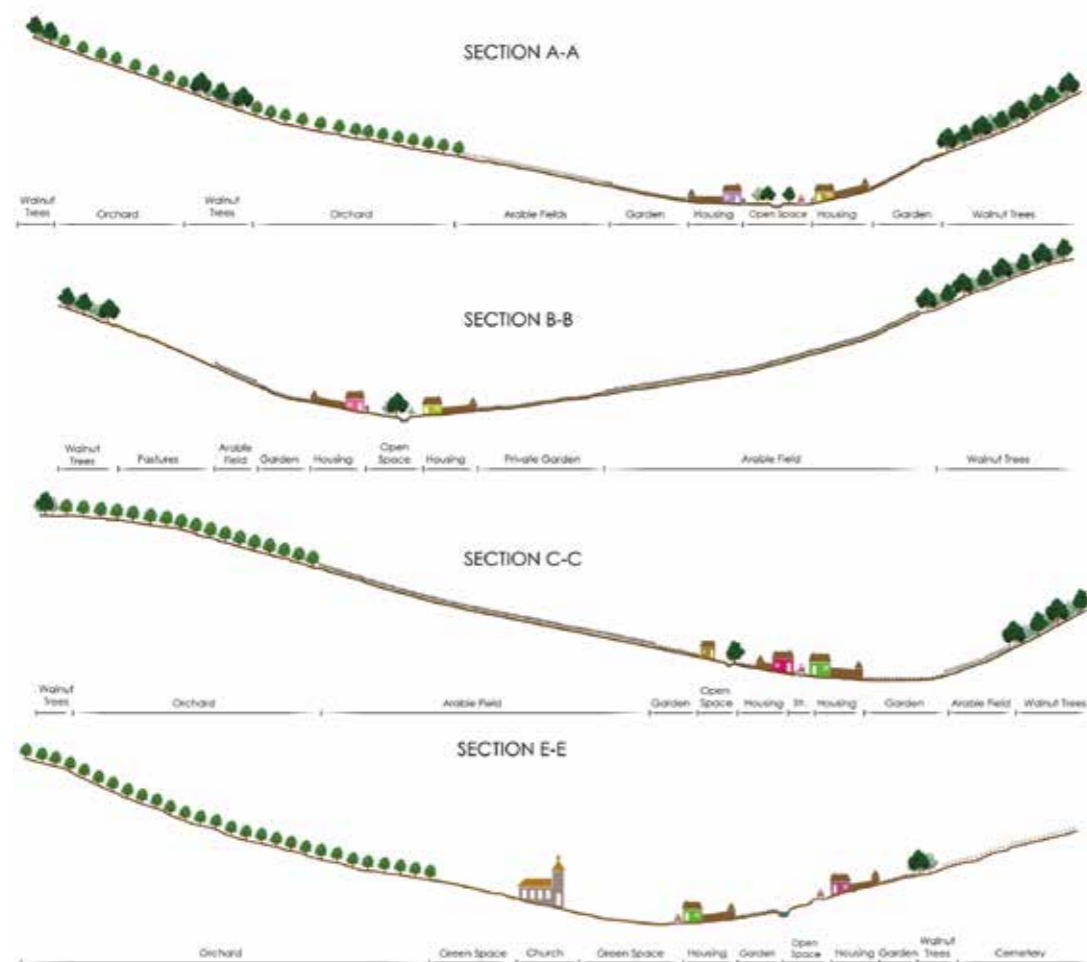 SECTION A-A
Walnut Trees
Orchard
Walnut Trees
Orchard
Arable Fields
Garden
Housing
Open Space
Housing
Garden
Walnut Trees
SECTION B-B
Walnut Trees
Pastures
Arable Field
Garden
Housing
Open Space
Housing
Private Garden
Arable Field
Walnut Trees
SECTION C-C
Walnut Trees
Orchard
Arable Field
Garden
Open Space
Housing
Housing
Garden
Arable Field
Walnut Trees
SECTION E-E
Orchard
Green Space
Church
Green Space
Housing
Garden
Open Space
Housing
Garden
Walnut Trees
Cemetery